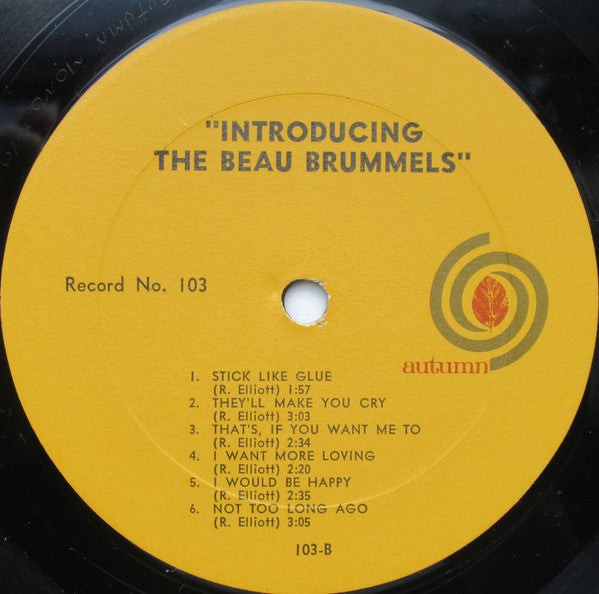 "INTRODUCING
THE BEAU BRUMMELS"
Record No. 103
autumn
1. STICK LIKE GLUE
(R. Elliott) 1:57
2. THEY'LL MAKE YOU CRY
(R. Elliott) 3:03
3. THAT'S, IF YOU WANT ME TO
(R. Elliott) 2:34
4. I WANT MORE LOVING
(R. Elliott) 2:20
5. I WOULD BE HAPPY
(R. Elliott) 2:35
6. NOT TOO LONG AGO
(R. Elliott) 3:05
103-B